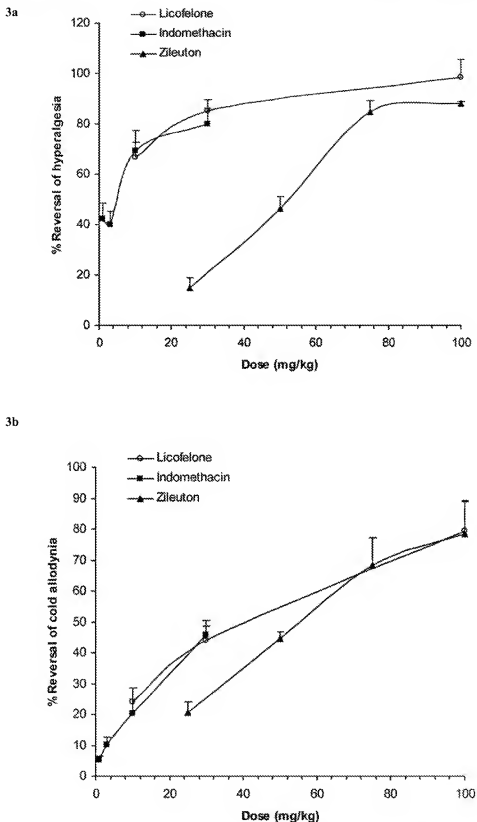 3a
Licofelone
Indomethacin
Zileuton
120
100
80
60
40
20
0
% Reversal of hyperalgesia
0 20 40 60 80 100
Dose (mg/kg)
3b
Licofelone
Indomethacin
Zileuton
100
90
80
70
60
50
40
30
20
10
0
% Reversal of cold allodynia
0 20 40 60 80 100
Dose (mg/kg)